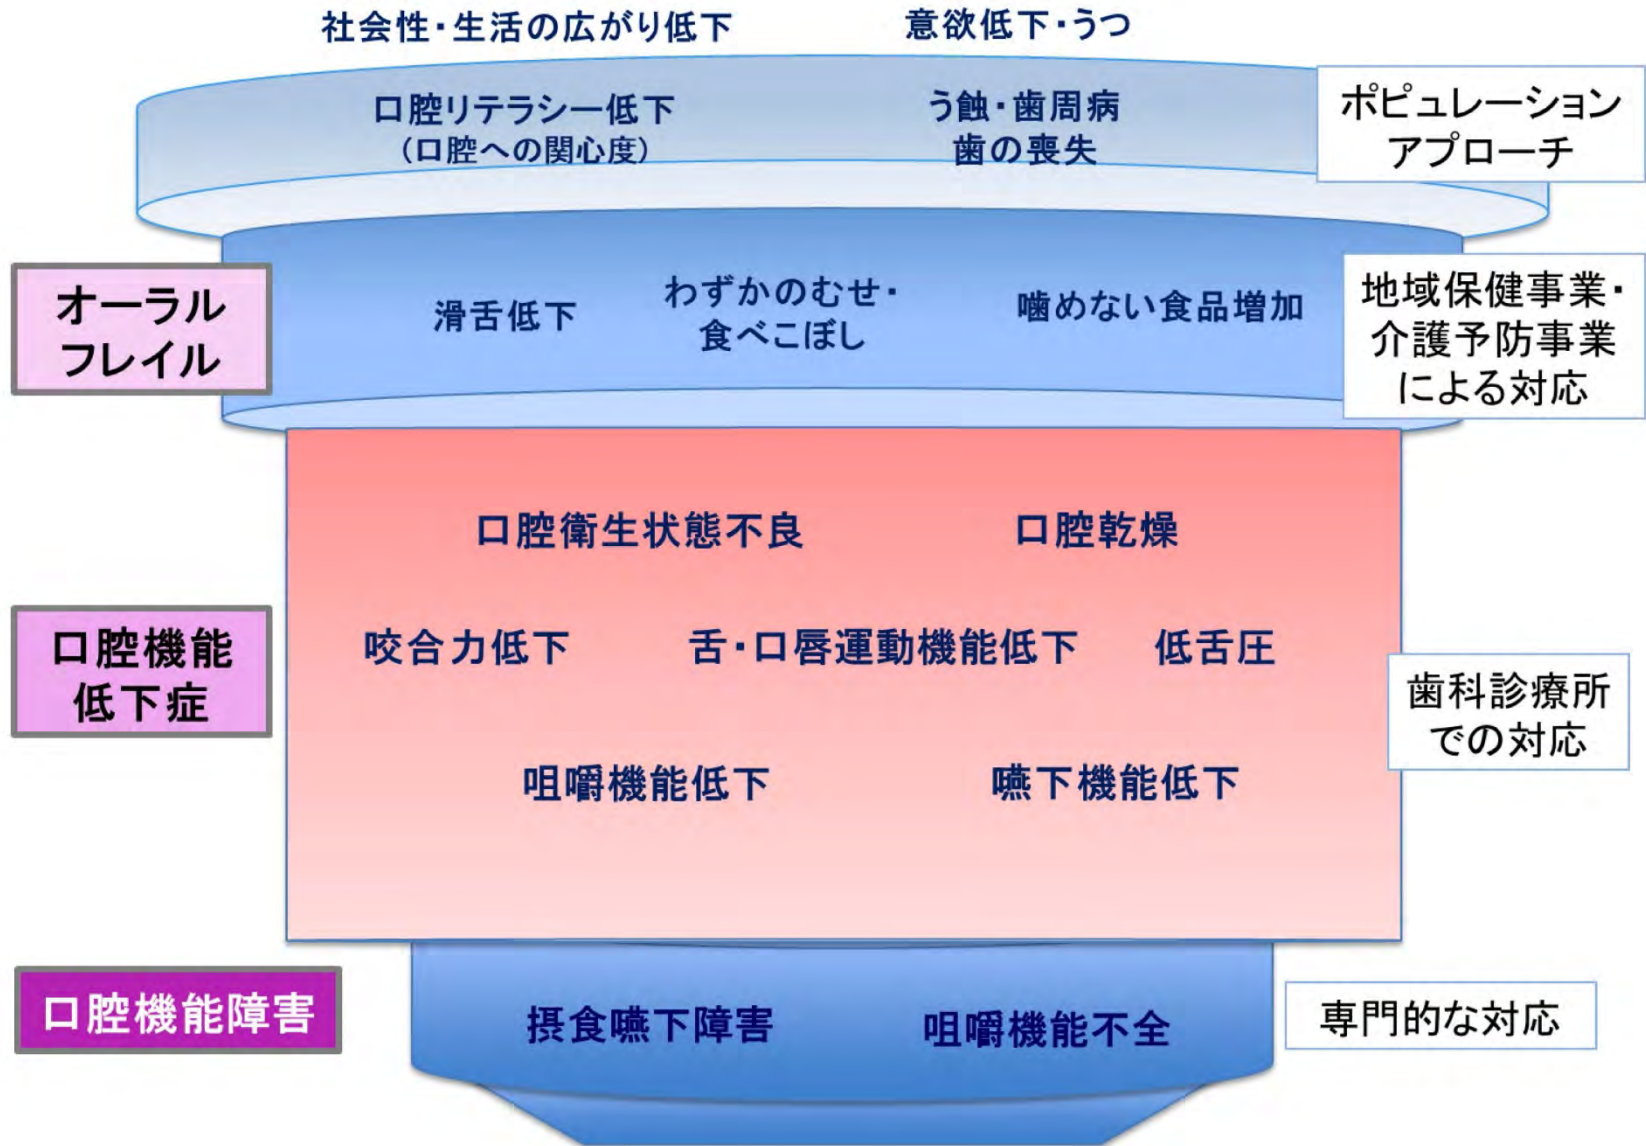 社会性・生活の広がり低下
意欲低下・うつ
口腔リテラシー低下
(口腔への関心度)
う蝕・歯周病
歯の喪失
ポピュレーション
アプローチ
オーラル
フレイル
滑舌低下
わずかのむせ・
食べこぼし
噛めない食品増加
地域保健事業・
介護予防事業
による対応
口腔機能
低下症
口腔衛生状態不良
口腔乾燥
咬合力低下
舌・口唇運動機能低下
低舌圧
咀嚼機能低下
嚥下機能低下
歯科診療所
での対応
口腔機能障害
摂食嚥下障害
咀嚼機能不全
専門的な対応